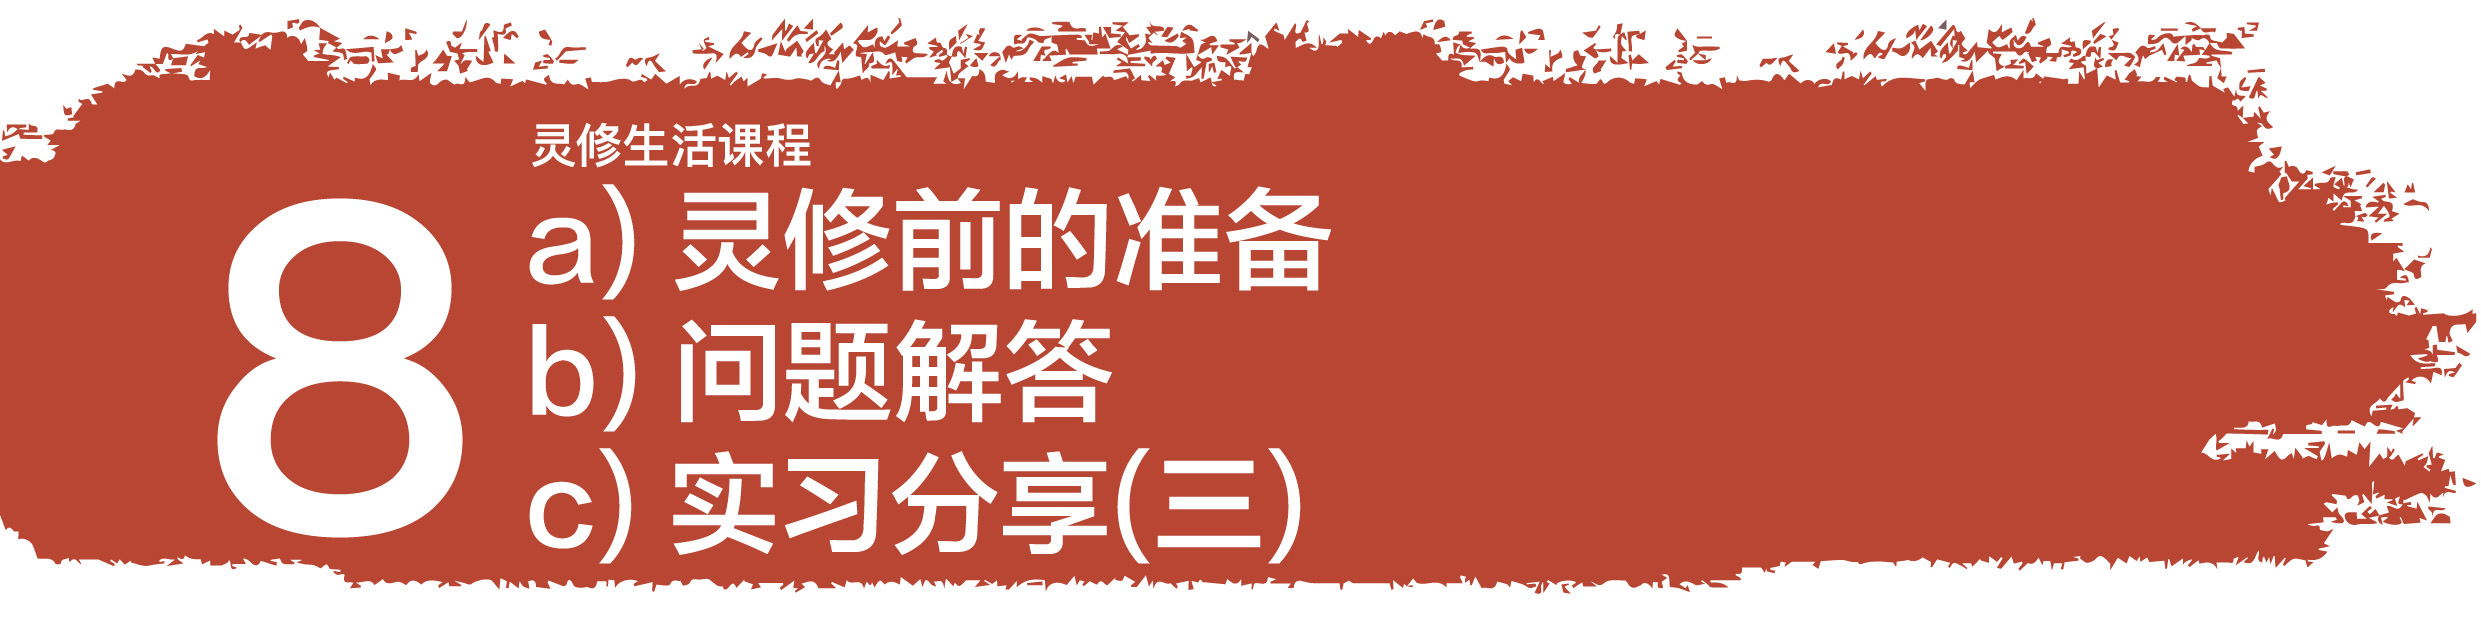 灵修生活课程
8
a) 灵修前的准备
b) 问题解答
c) 实习分享(三)